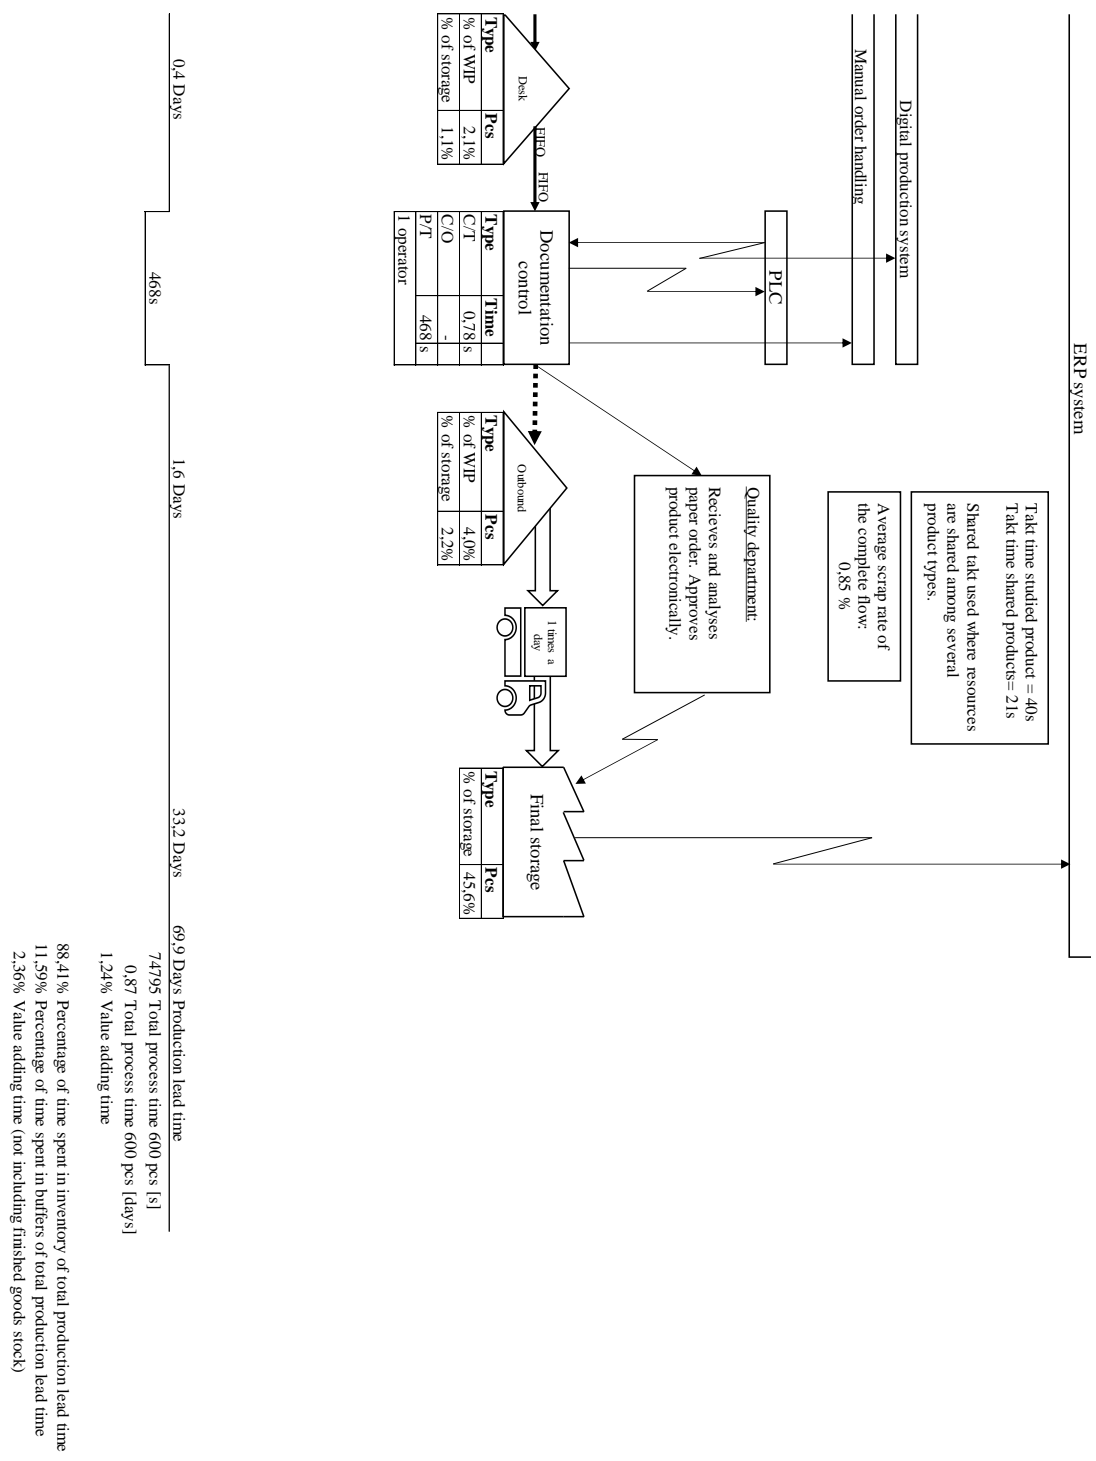 ERP system
Digital production system
Manual order handling
PLC
Takt time studied product = 40s
Takt time shared products= 21s
Shared takt used where resources
are shared among several
product types.
Average scrap rate of
the complete flow:
0,85 %
Quality department:
Recieves and analyses
paper order. Approves
product electronically.
Desk
Type Pcs
% of WIP 2,1%
% of storage 1,1%
FIFO
FIFO
Documentation
control
Type Time
C/T 0,78 s
C/O -
P/T 468 s
1 operator
Outbound
Type Pcs
% of WIP 4,0%
% of storage 2,2%
1 times a
day
Final storage
Type Pcs
% of storage 45,6%
0,4 Days
468s
1,6 Days
33,2 Days
69,9 Days Production lead time
74795 Total process time 600 pcs [s]
0,87 Total process time 600 pcs [days]
1,24% Value adding time
88,41% Percentage of time spent in inventory of total production lead time
11,59% Percentage of time spent in buffers of total production lead time
2,36% Value adding time (not including finished goods stock)